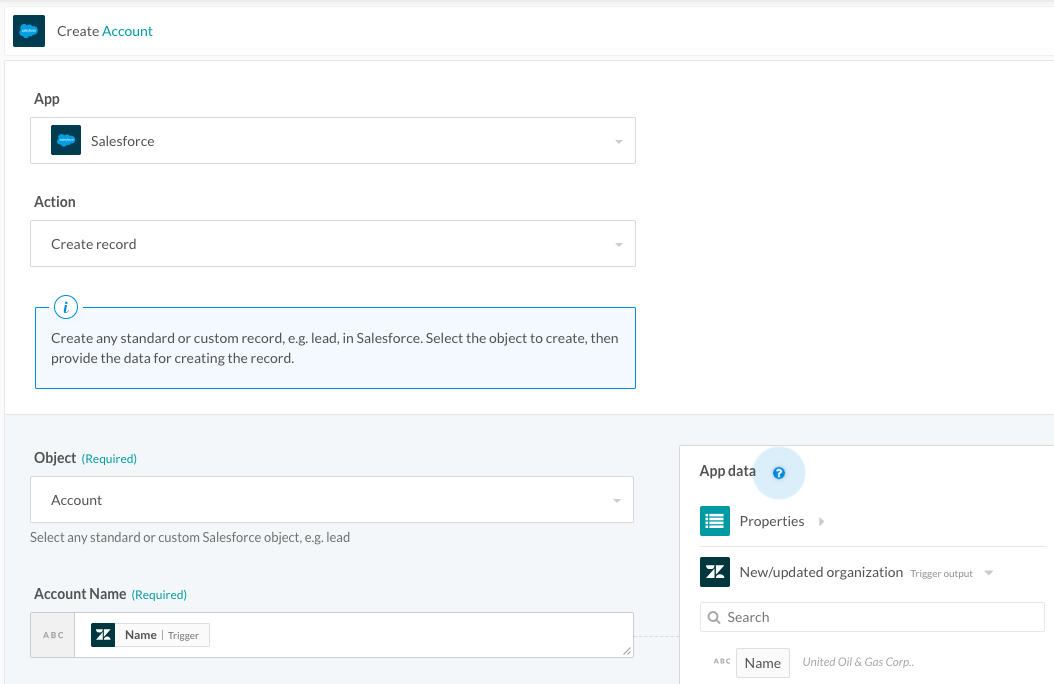 Create Account
App
Salesforce
Action
Create record
i
Create any standard or custom record, e.g. lead, in Salesforce. Select the object to create, then
provide the data for creating the record.
Object (Required)
Account
Select any standard or custom Salesforce object, e.g. lead
Account Name (Required)
ABC Name | Trigger
App data ?
Properties
New/updated organization Trigger output
Search
ABC Name United Oil & Gas Corp..